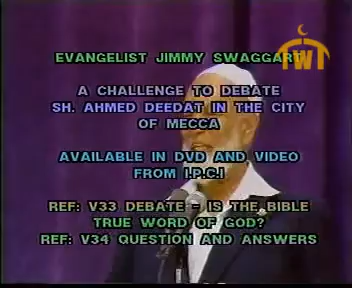 EVANGELIST JIMMY SWAGGART
A CHALLENGE TO DEBATE
SH. AHMED DEEDAT IN THE CITY
OF MECCA
AVAILABLE IN DVD AND VIDEO
FROM I.P.C.I
REF: V33 DEBATE - IS THE BIBLE
TRUE WORD OF GOD?
REF: V34 QUESTION AND ANSWERS